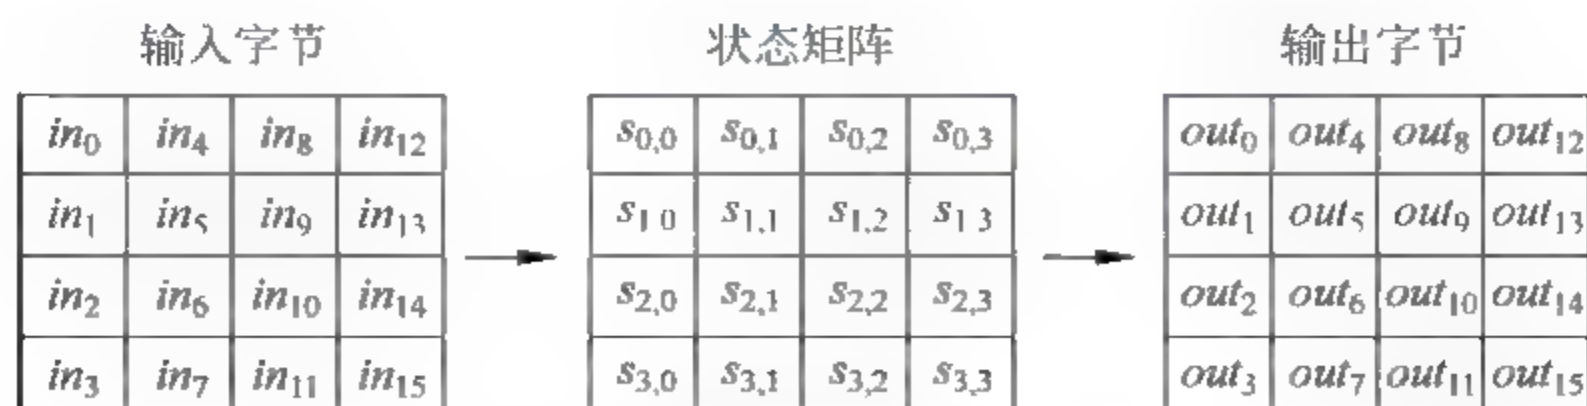 输入字节 状态矩阵 输出字节
in0 in4 in8 in12 s0,0 s0,1 s0,2 s0,3 out0 out4 out8 out12
in1 in5 in9 in13 s1 0 s1,1 s1,2 s1 3 out1 out5 out9 out13
in2 in6 in10 in14 s2,0 s2,1 s2,2 s2,3 out2 out6 out10 out14
in3 in7 in11 in15 s3,0 s3,1 s3,2 s3,3 out3 out7 out11 out15